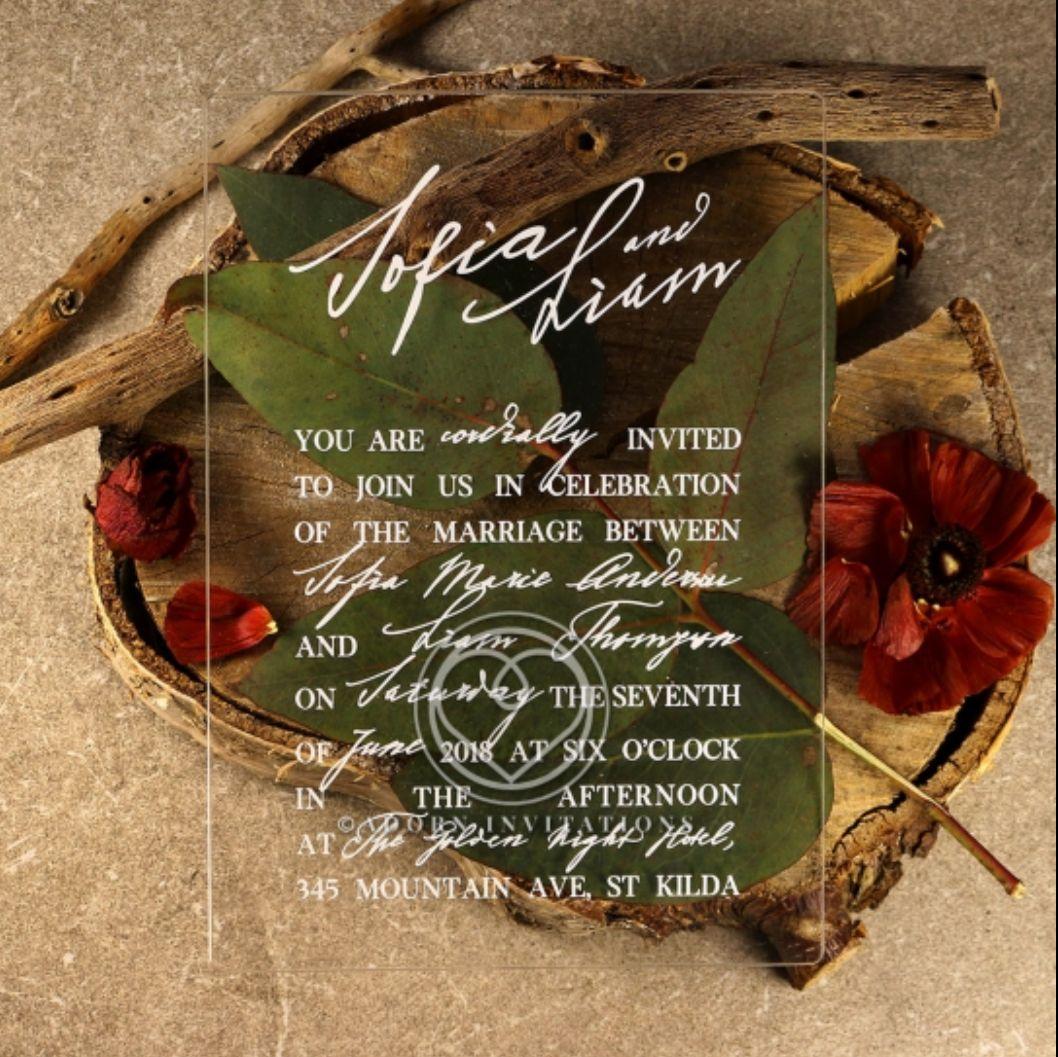 Sofia and
Liam
YOU ARE cordially INVITED
TO JOIN US IN CELEBRATION
OF THE MARRIAGE BETWEEN
Sofia Marie Anderson
AND Liam Thompson
ON Saturday THE SEVENTH
OF June 2018 AT SIX O'CLOCK
IN THE AFTERNOON
© ADORN INVITATIONS
AT The Golden Night Hotel,
345 MOUNTAIN AVE, ST KILDA